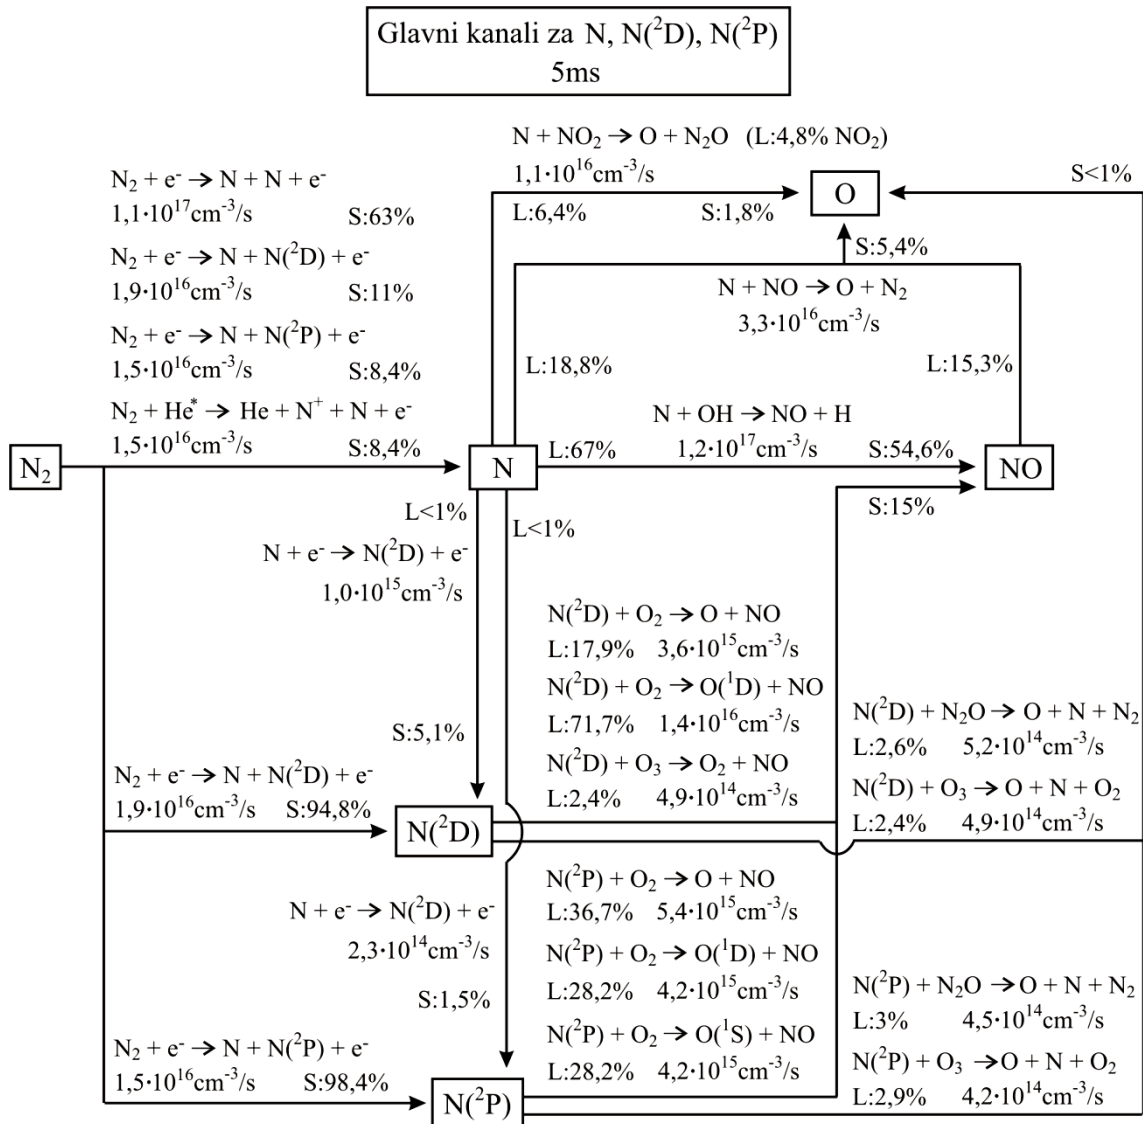 Glavni kanali za N, N(²D), N(²P)
5ms
N₂ + e⁻ → N + N + e⁻
1,1·10¹⁷cm⁻³/s S:63%
N₂ + e⁻ → N + N(²D) + e⁻
1,9·10¹⁶cm⁻³/s S:11%
N₂ + e⁻ → N + N(²P) + e⁻
1,5·10¹⁶cm⁻³/s S:8,4%
N₂ + He* → He + N⁺ + N + e⁻
1,5·10¹⁶cm⁻³/s S:8,4%
N + NO₂ → O + N₂O (L:4,8% NO₂)
1,1·10¹⁶cm⁻³/s
L:6,4% S:1,8%
O
S<1%
S:5,4%
N + NO → O + N₂
3,3·10¹⁶cm⁻³/s
L:18,8%
L:15,3%
N + OH → NO + H
L:67% 1,2·10¹⁷cm⁻³/s S:54,6%
N₂
N
NO
S:15%
L<1%
L<1%
N + e⁻ → N(²D) + e⁻
1,0·10¹⁵cm⁻³/s
S:5,1%
N(²D) + O₂ → O + NO
L:17,9% 3,6·10¹⁵cm⁻³/s
N(²D) + O₂ → O(¹D) + NO
L:71,7% 1,4·10¹⁶cm⁻³/s
N(²D) + O₃ → O₂ + NO
L:2,4% 4,9·10¹⁴cm⁻³/s
N(²D) + N₂O → O + N + N₂
L:2,6% 5,2·10¹⁴cm⁻³/s
N(²D) + O₃ → O + N + O₂
L:2,4% 4,9·10¹⁴cm⁻³/s
N₂ + e⁻ → N + N(²D) + e⁻
1,9·10¹⁶cm⁻³/s S:94,8%
N(²D)
N + e⁻ → N(²D) + e⁻
2,3·10¹⁴cm⁻³/s
S:1,5%
N(²P) + O₂ → O + NO
L:36,7% 5,4·10¹⁵cm⁻³/s
N(²P) + O₂ → O(¹D) + NO
L:28,2% 4,2·10¹⁵cm⁻³/s
N(²P) + O₂ → O(¹S) + NO
L:28,2% 4,2·10¹⁵cm⁻³/s
N(²P) + N₂O → O + N + N₂
L:3% 4,5·10¹⁴cm⁻³/s
N(²P) + O₃ → O + N + O₂
L:2,9% 4,2·10¹⁴cm⁻³/s
N₂ + e⁻ → N + N(²P) + e⁻
1,5·10¹⁶cm⁻³/s S:98,4%
N(²P)